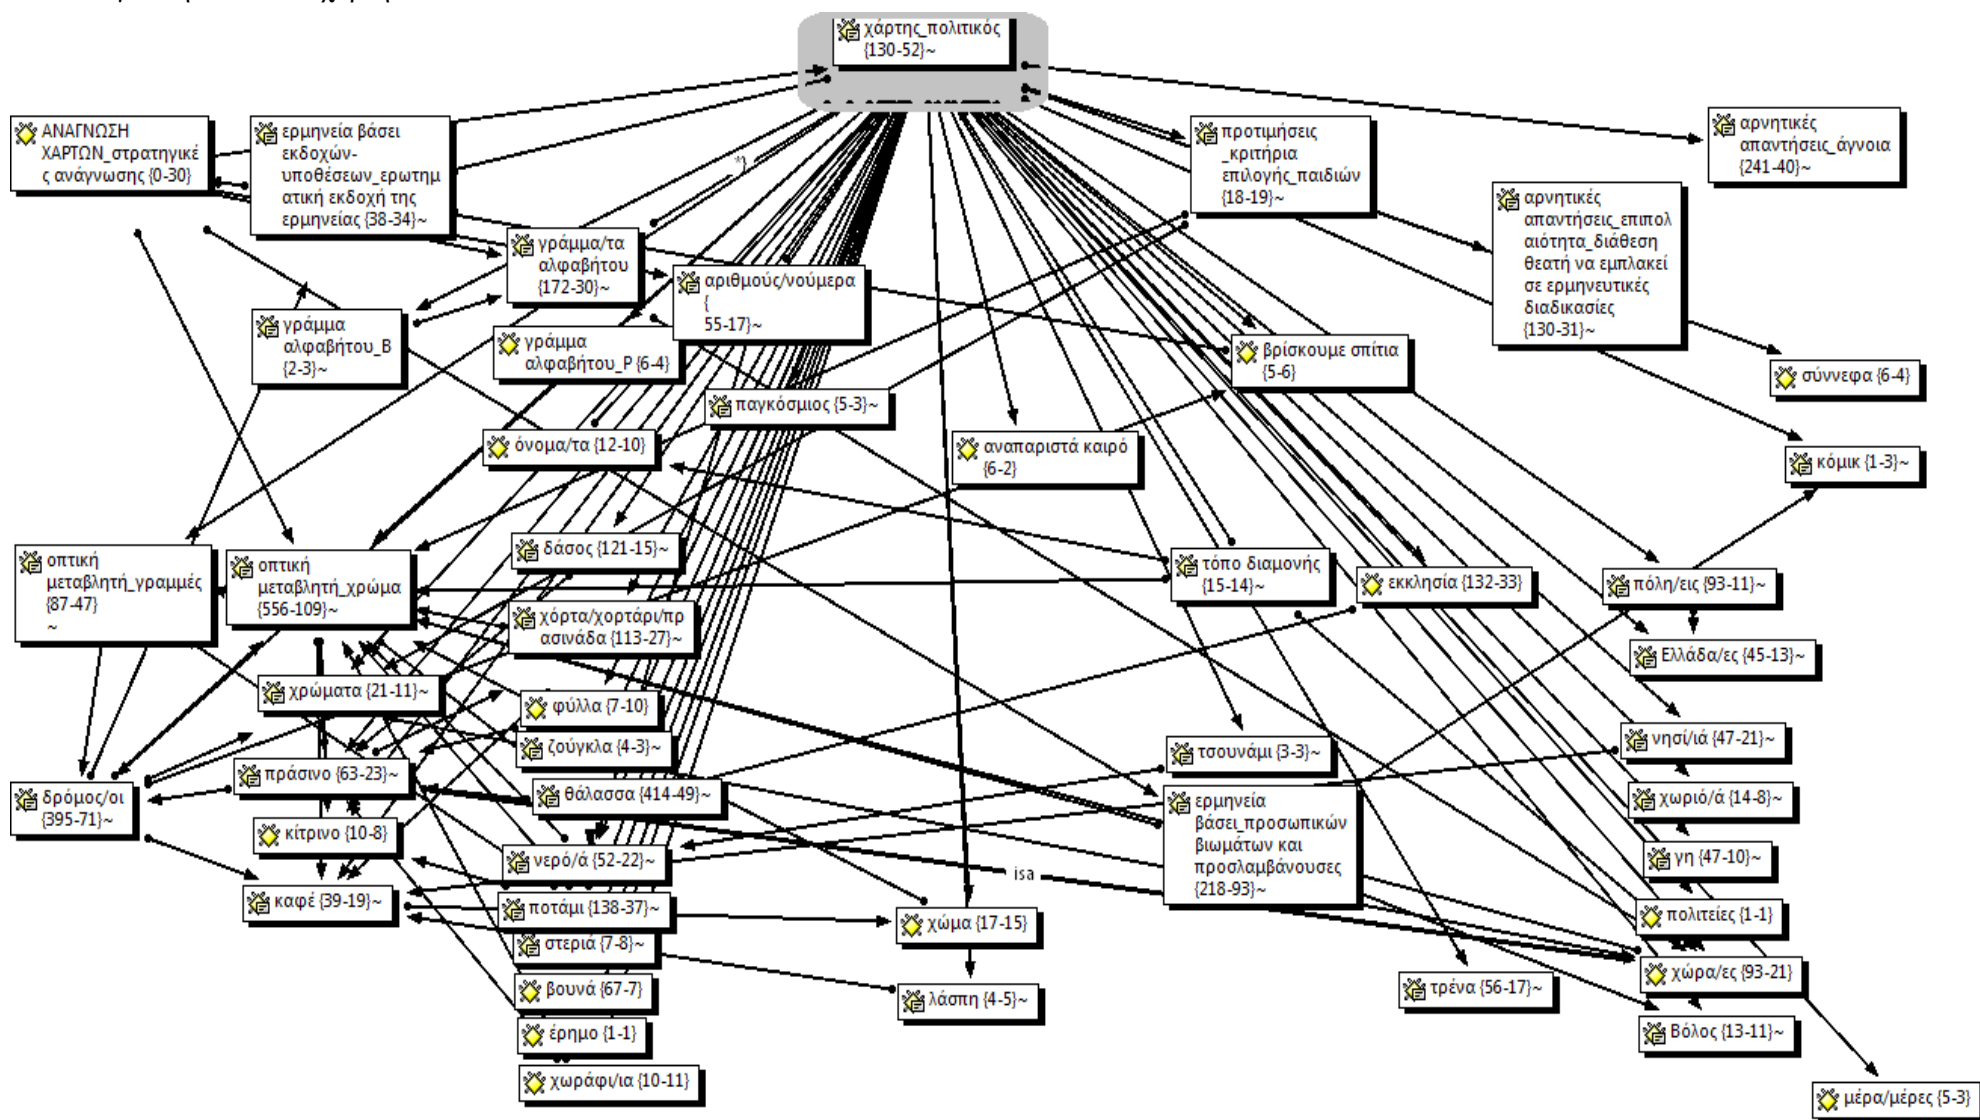 χάρτης_πολιτικός
{130-52}~
ΑΝΑΓΝΩΣΗ
ΧΑΡΤΩΝ_στρατηγικέ
ς ανάγνωσης {0-30}
ερμηνεία βάσει
εκδοχών-
υποθέσεων_ερωτημ
ατική εκδοχή της
ερμηνείας {38-34}~
προτιμήσεις
_κριτήρια
επιλογής_παιδιών
{18-19}~
αρνητικές
απαντήσεις_άγνοια
{241-40}~
αρνητικές
απαντήσεις_επιπολ
αιότητα_διάθεση
θεατή να εμπλακεί
σε ερμηνευτικές
διαδικασίες
{130-31}~
γράμμα/τα
αλφαβήτου
{172-30}~
αριθμούς/νούμερα
{
55-17}~
γράμμα
αλφαβήτου_Β
{2-3}~
γράμμα
αλφαβήτου_Ρ {6-4}
βρίσκουμε σπίτια
{5-6}
σύννεφα {6-4}
παγκόσμιος {5-3}~
όνομα/τα {12-10}
αναπαριστά καιρό
{6-2}
κόμικ {1-3}~
οπτική
μεταβλητή_γραμμές
{87-47}
~
οπτική
μεταβλητή_χρώμα
{556-109}~
δάσος {121-15}~
τόπο διαμονής
{15-14}~
εκκλησία {132-33}
πόλη/εις {93-11}~
χόρτα/χορτάρι/πρ
ασινάδα {113-27}~
Ελλάδα/ες {45-13}~
χρώματα {21-11}~
φύλλα {7-10}
ζούγκλα {4-3}~
τσουνάμι {3-3}~
νησί/ιά {47-21}~
πράσινο {63-23}~
θάλασσα {414-49}~
δρόμος/οι
{395-71}~
ερμηνεία
βάσει_προσωπικών
βιωμάτων και
προσλαμβάνουσες
{218-93}~
χωριό/ά {14-8}~
κίτρινο {10-8}
νερό/ά {52-22}~
γη {47-10}~
isa
καφέ {39-19}~
ποτάμι {138-37}~
χώμα {17-15}
πολιτείες {1-1}
στεριά {7-8}~
χώρα/ες {93-21}
βουνά {67-7}
λάσπη {4-5}~
τρένα {56-17}~
έρημο {1-1}
Βόλος {13-11}~
χωράφι/ια {10-11}
μέρα/μέρες {5-3}